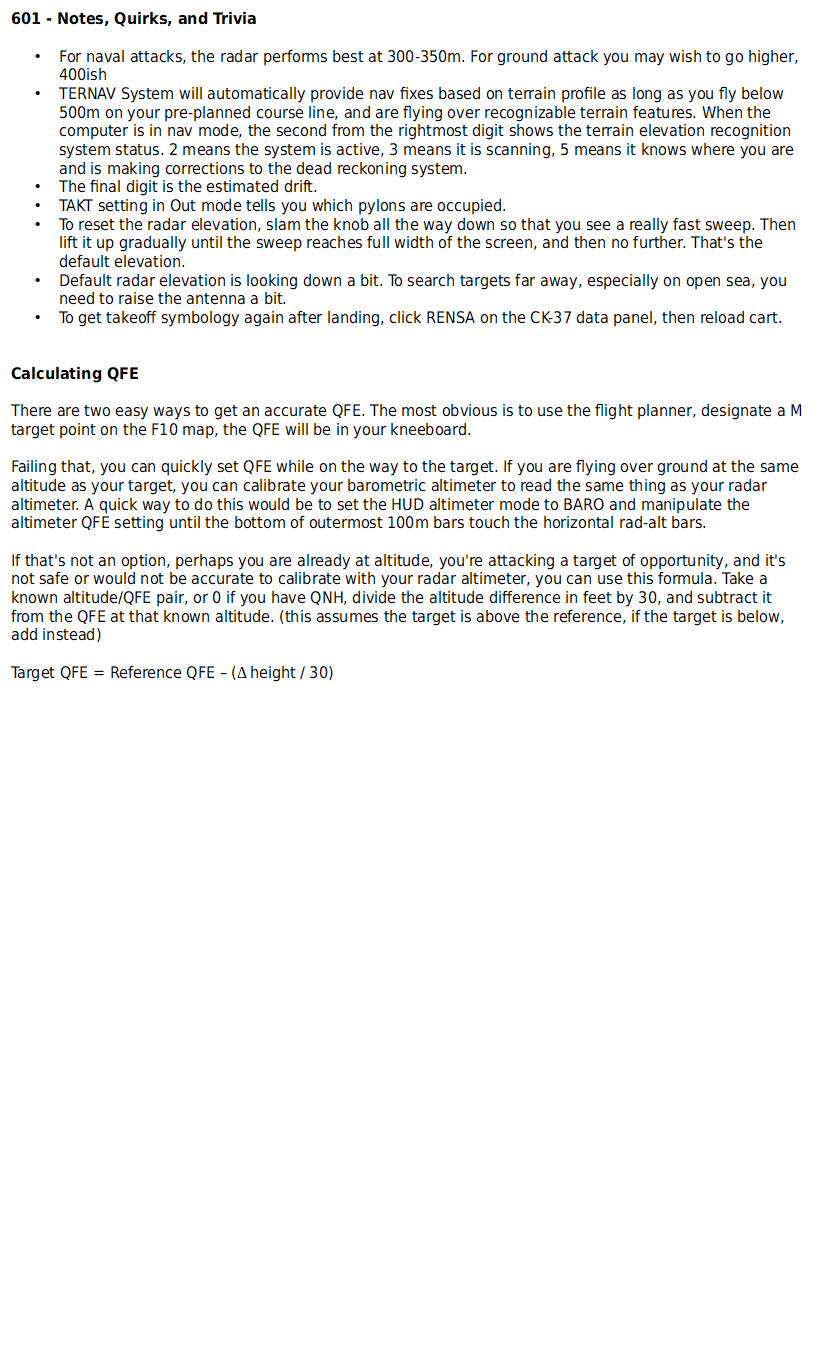 601 - Notes, Quirks, and Trivia
• For naval attacks, the radar performs best at 300-350m. For ground attack you may wish to go higher,
400ish
• TERNAV System will automatically provide nav fixes based on terrain profile as long as you fly below
500m on your pre-planned course line, and are flying over recognizable terrain features. When the
computer is in nav mode, the second from the rightmost digit shows the terrain elevation recognition
system status. 2 means the system is active, 3 means it is scanning, 5 means it knows where you are
and is making corrections to the dead reckoning system.
• The final digit is the estimated drift.
• TAKT setting in Out mode tells you which pylons are occupied.
• To reset the radar elevation, slam the knob all the way down so that you see a really fast sweep. Then
lift it up gradually until the sweep reaches full width of the screen, and then no further. That's the
default elevation.
• Default radar elevation is looking down a bit. To search targets far away, especially on open sea, you
need to raise the antenna a bit.
• To get takeoff symbology again after landing, click RENSA on the CK-37 data panel, then reload cart.
Calculating QFE
There are two easy ways to get an accurate QFE. The most obvious is to use the flight planner, designate a M
target point on the F10 map, the QFE will be in your kneeboard.
Failing that, you can quickly set QFE while on the way to the target. If you are flying over ground at the same
altitude as your target, you can calibrate your barometric altimeter to read the same thing as your radar
altimeter. A quick way to do this would be to set the HUD altimeter mode to BARO and manipulate the
altimeter QFE setting until the bottom of outermost 100m bars touch the horizontal rad-alt bars.
If that's not an option, perhaps you are already at altitude, you're attacking a target of opportunity, and it's
not safe or would not be accurate to calibrate with your radar altimeter, you can use this formula. Take a
known altitude/QFE pair, or 0 if you have QNH, divide the altitude difference in feet by 30, and subtract it
from the QFE at that known altitude. (this assumes the target is above the reference, if the target is below,
add instead)
Target QFE = Reference QFE – (Δ height / 30)